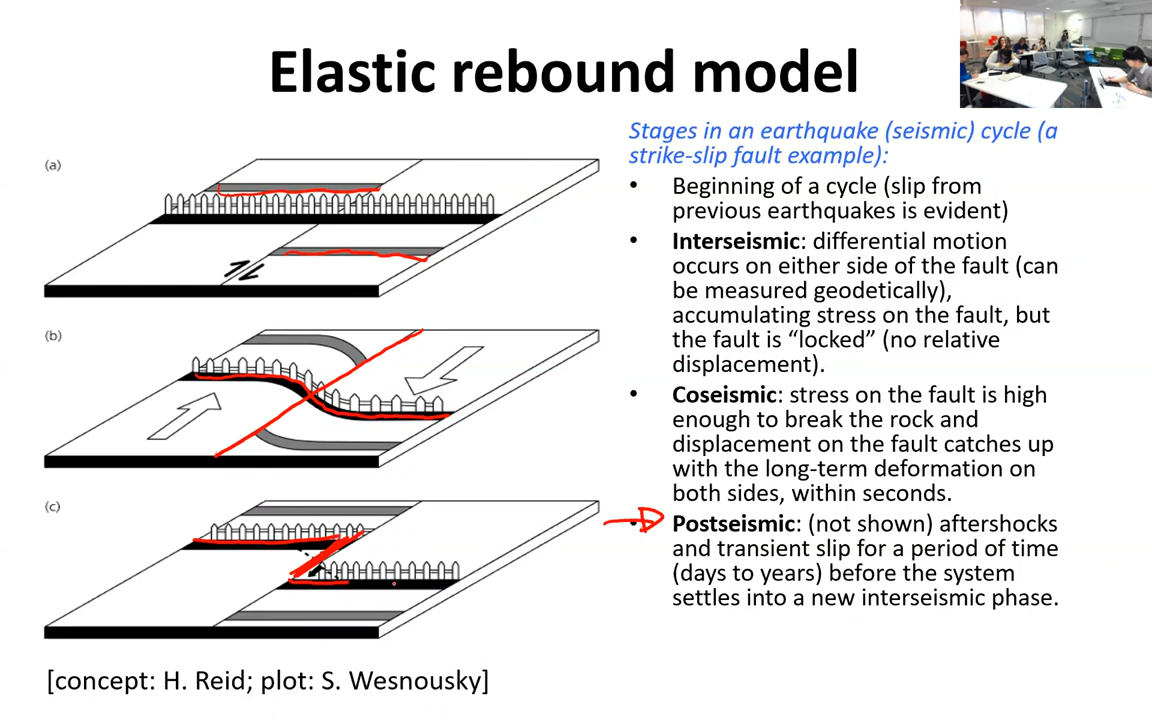 Elastic rebound model
Stages in an earthquake (seismic) cycle (a
strike-slip fault example):
(a)
• Beginning of a cycle (slip from
previous earthquakes is evident)
• Interseismic: differential motion
occurs on either side of the fault (can
be measured geodetically),
accumulating stress on the fault, but
the fault is “locked” (no relative
displacement).
(b)
• Coseismic: stress on the fault is high
enough to break the rock and
displacement on the fault catches up
with the long-term deformation on
both sides, within seconds.
(c)
• Postseismic: (not shown) aftershocks
and transient slip for a period of time
(days to years) before the system
settles into a new interseismic phase.
[concept: H. Reid; plot: S. Wesnousky]